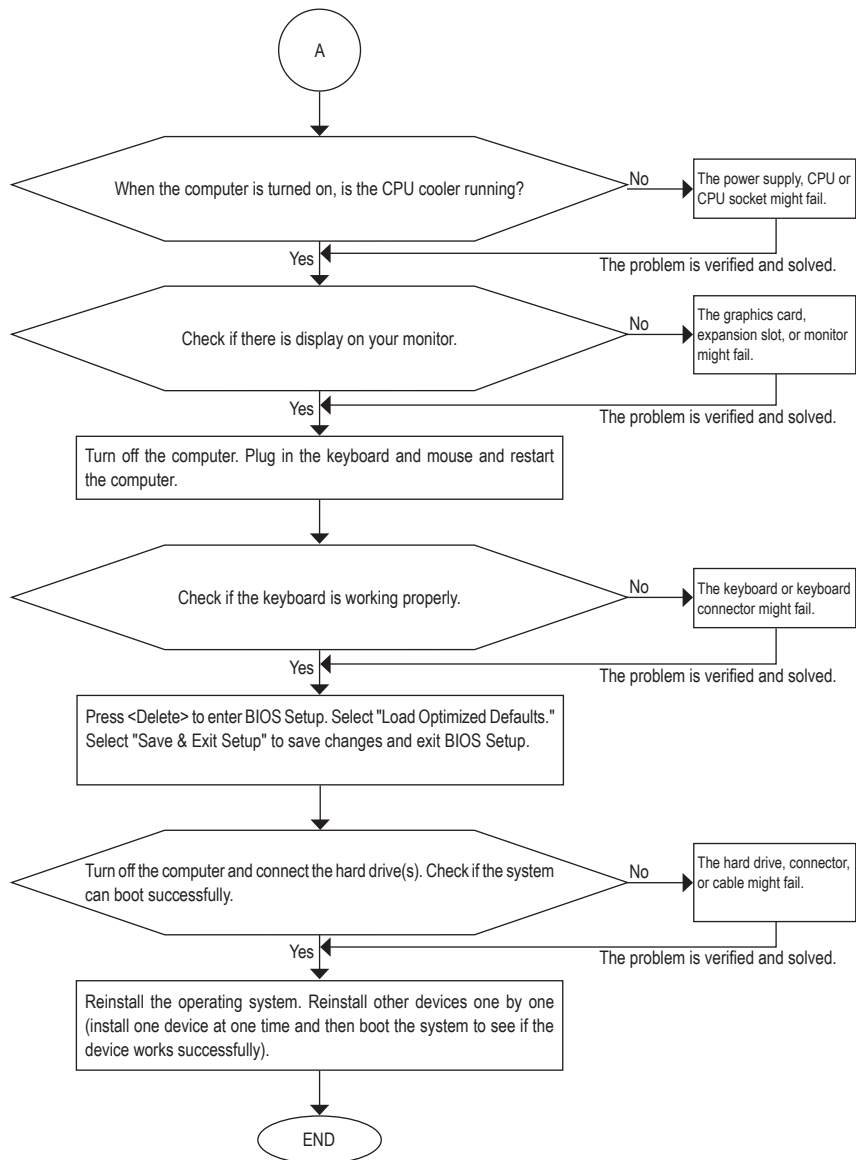 A
When the computer is turned on, is the CPU cooler running?
No
The power supply, CPU or
CPU socket might fail.
Yes
The problem is verified and solved.
Check if there is display on your monitor.
No
The graphics card,
expansion slot, or monitor
might fail.
Yes
The problem is verified and solved.
Turn off the computer. Plug in the keyboard and mouse and restart
the computer.
Check if the keyboard is working properly.
No
The keyboard or keyboard
connector might fail.
Yes
The problem is verified and solved.
Press <Delete> to enter BIOS Setup. Select "Load Optimized Defaults."
Select "Save & Exit Setup" to save changes and exit BIOS Setup.
Turn off the computer and connect the hard drive(s). Check if the system
can boot successfully.
No
The hard drive, connector,
or cable might fail.
Yes
The problem is verified and solved.
Reinstall the operating system. Reinstall other devices one by one
(install one device at one time and then boot the system to see if the
device works successfully).
END